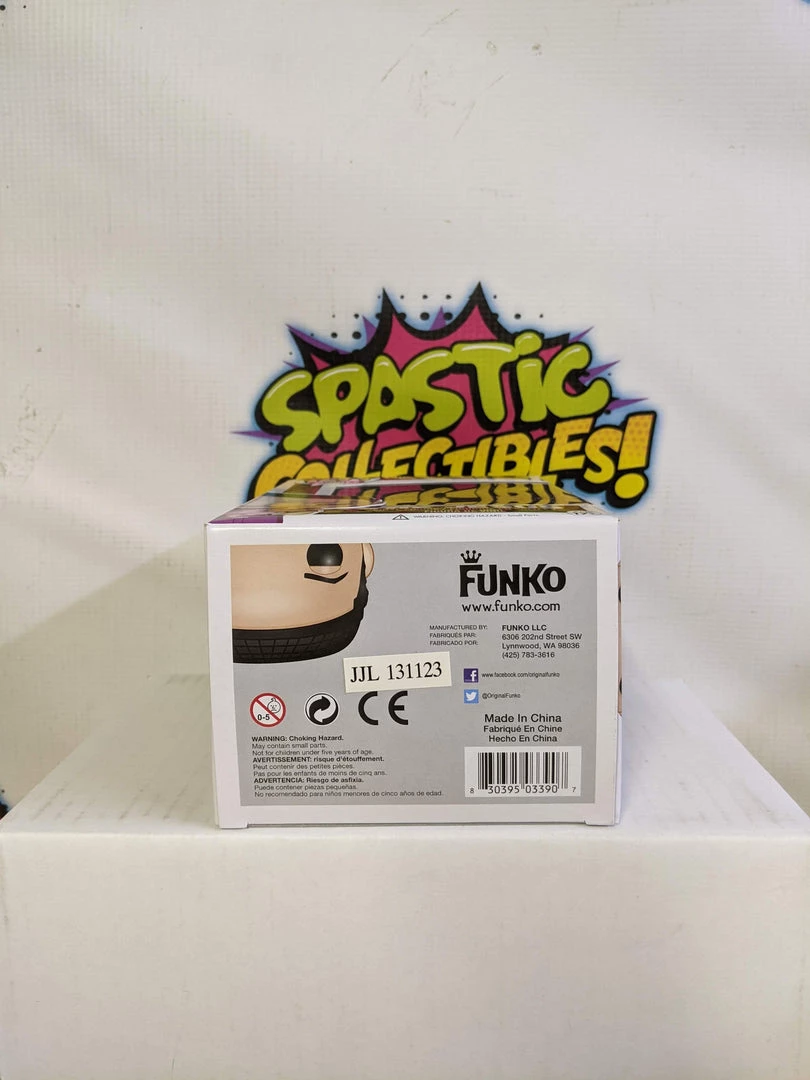 SPASTIC
COLLECTIBLES!
WARNING: CHOKING HAZARD - Small Parts.
FUNKO
www.funko.com
MANUFACTURED BY:
FABRIQUÉS PAR:
FABRICADO POR:
FUNKO LLC
6306 202nd Street SW
Lynnwood, WA 98036
(425) 783-3616
www.facebook.com/originalfunko
@OriginalFunko
JJL 131123
0-5
CE
Made In China
Fabriqué En Chine
Hecho En China
WARNING: Choking Hazard.
May contain small parts.
Not for children under five years of age.
AVERTISSEMENT: risque d'étouffement.
Peut contenir des petites pièces.
Pas pour les enfants de moins de cinq ans.
ADVERTENCIA: Riesgo de asfixia.
Puede contener piezas pequeñas.
No recomendado para niños menores de cinco años de edad.
8 30395 03390 7